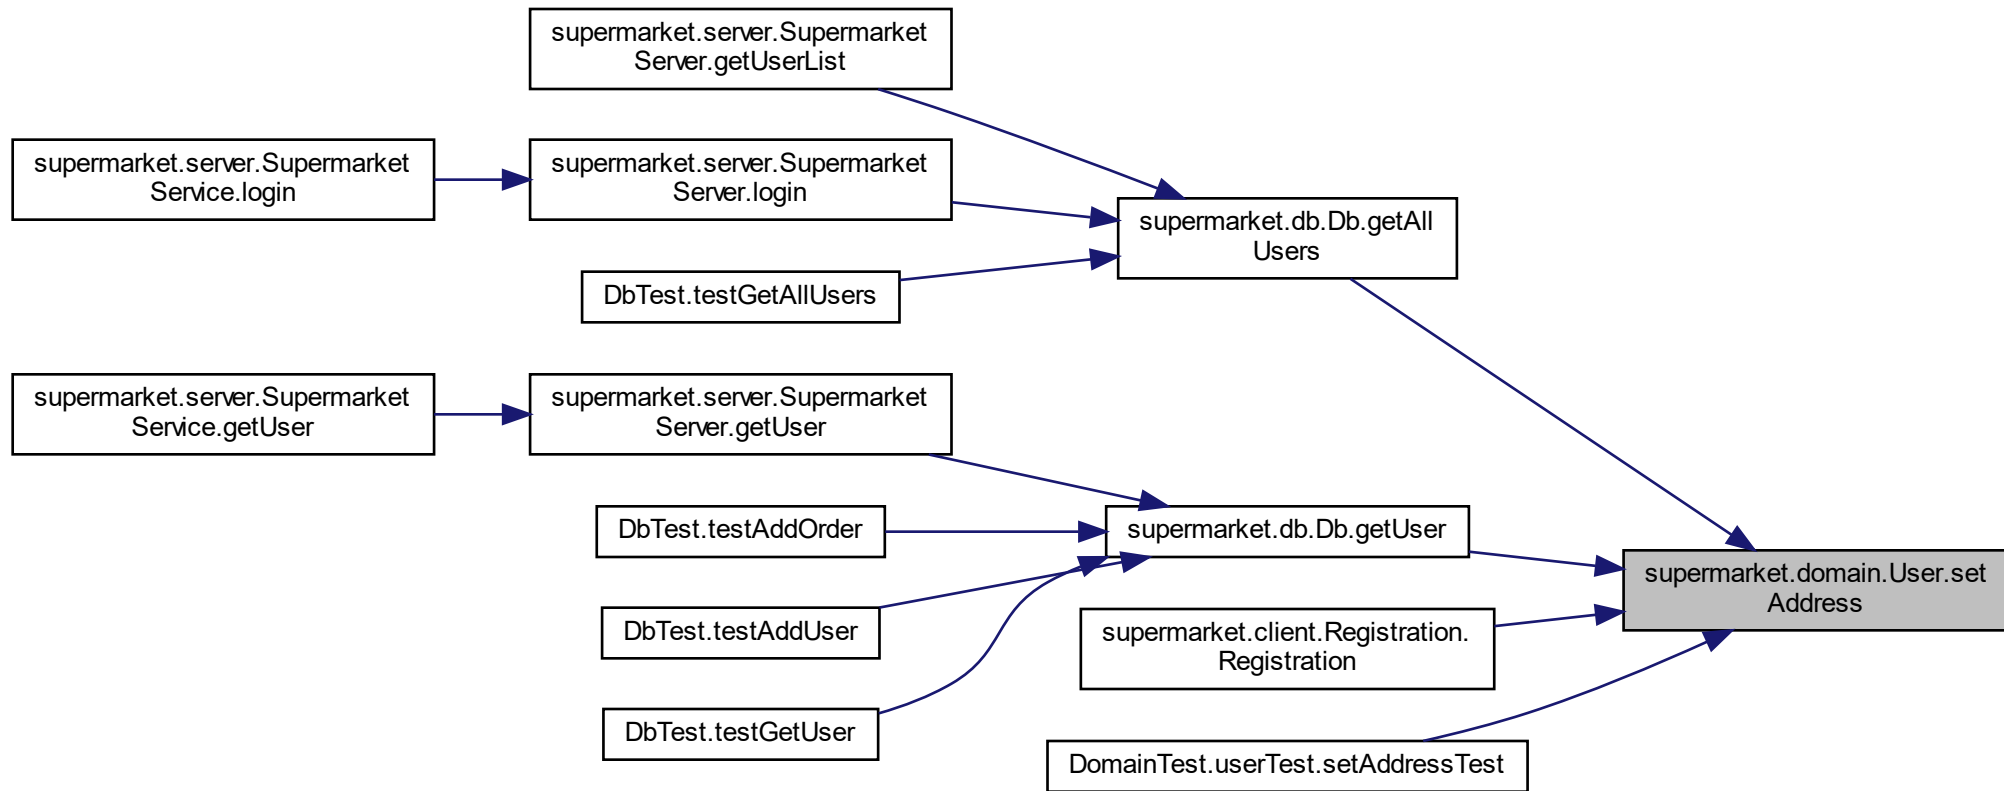 supermarket.server.Supermarket
Server.getUserList
supermarket.server.Supermarket
Service.login
supermarket.server.Supermarket
Server.login
supermarket.db.Db.getAll
Users
DbTest.testGetAllUsers
supermarket.server.Supermarket
Service.getUser
supermarket.server.Supermarket
Server.getUser
DbTest.testAddOrder
supermarket.db.Db.getUser
supermarket.domain.User.set
Address
DbTest.testAddUser
supermarket.client.Registration.
Registration
DbTest.testGetUser
DomainTest.userTest.setAddressTest